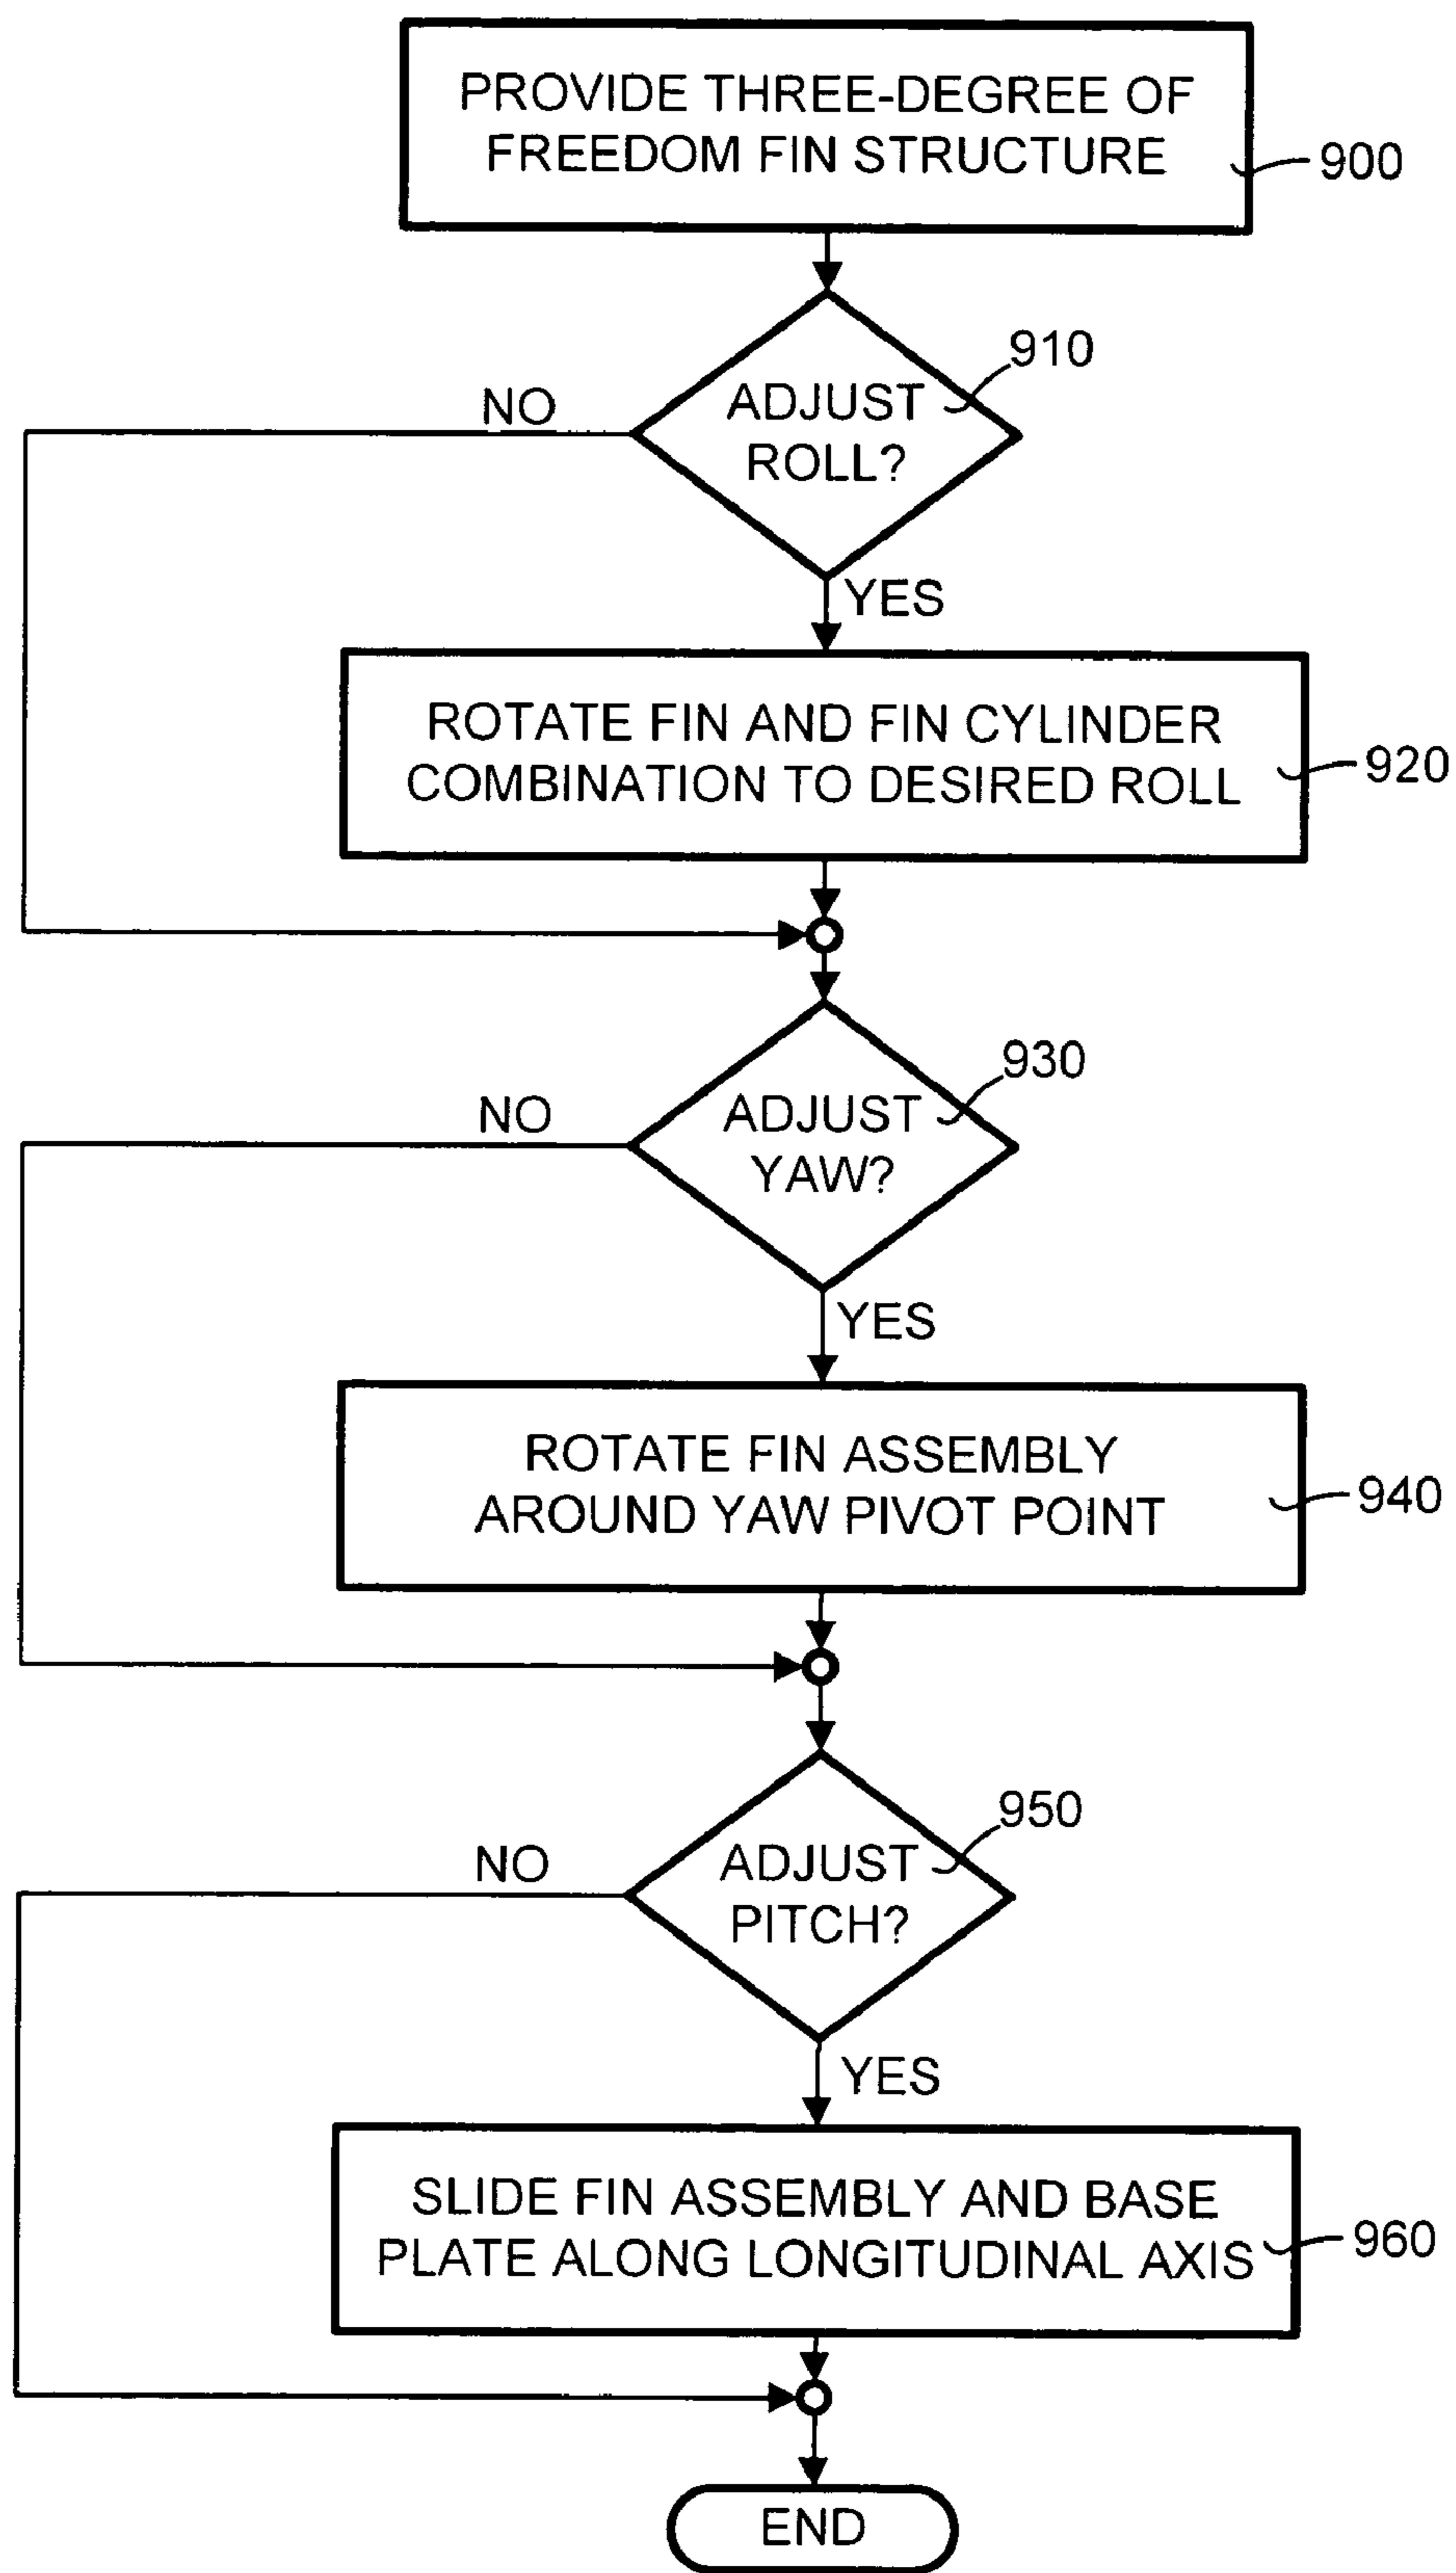 PROVIDE THREE-DEGREE OF
FREEDOM FIN STRUCTURE
900
910
ADJUST
ROLL?
NO
YES
ROTATE FIN AND FIN CYLINDER
COMBINATION TO DESIRED ROLL
920
930
ADJUST
YAW?
NO
YES
ROTATE FIN ASSEMBLY
AROUND YAW PIVOT POINT
940
950
ADJUST
PITCH?
NO
YES
SLIDE FIN ASSEMBLY AND BASE
PLATE ALONG LONGITUDINAL AXIS
960
END